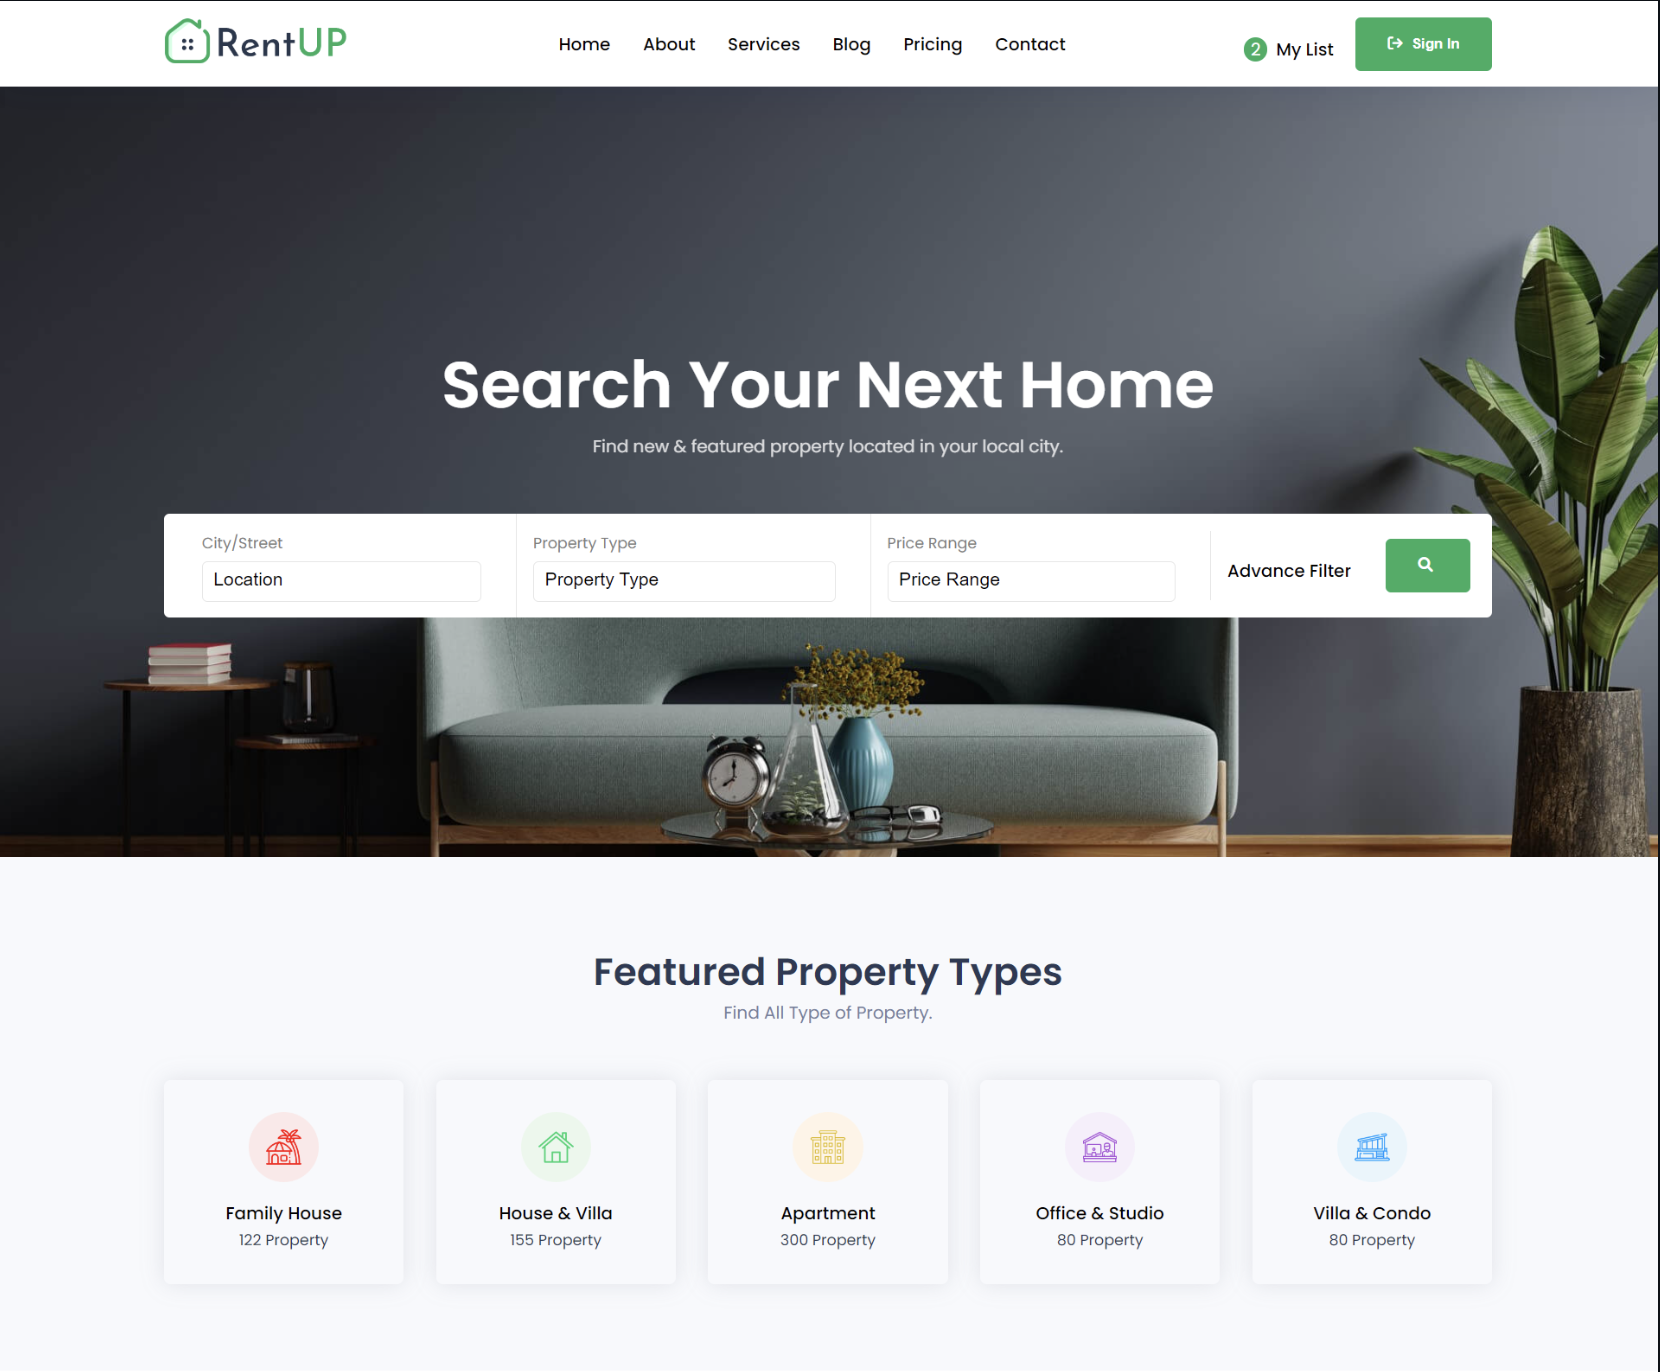 RentUP
Home About Services Blog Pricing Contact
2 My List
Sign In
Search Your Next Home
Find new & featured property located in your local city.
City/Street
Location
Property Type
Property Type
Price Range
Price Range
Advance Filter
Featured Property Types
Find All Type of Property.
Family House
122 Property
House & Villa
155 Property
Apartment
300 Property
Office & Studio
80 Property
Villa & Condo
80 Property